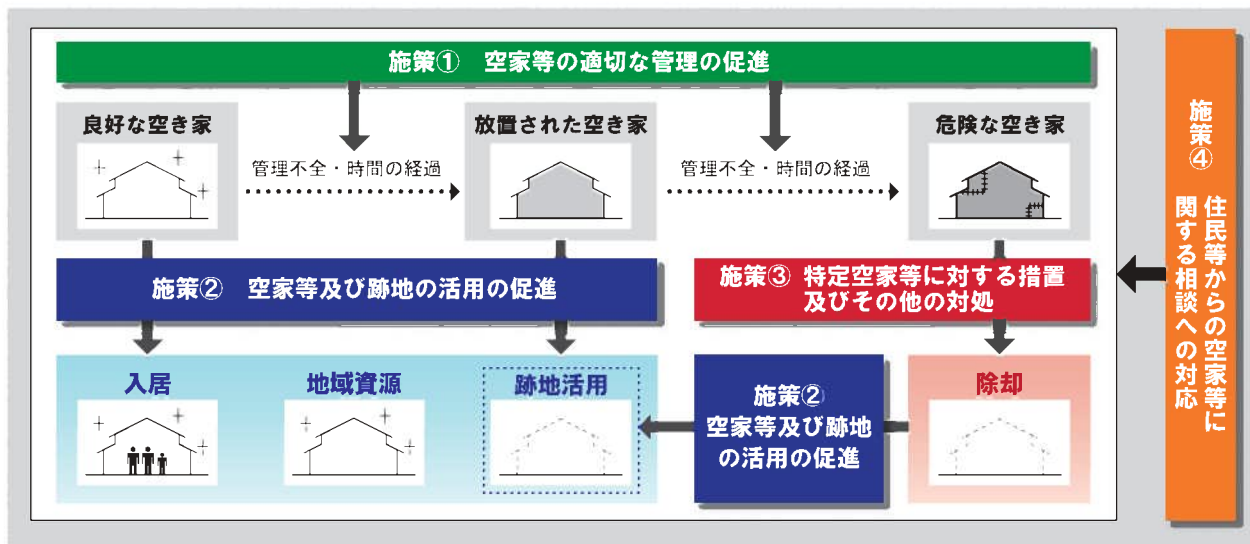 施策① 空家等の適切な管理の促進
良好な空き家
放置された空き家
危険な空き家
管理不全・時間の経過
管理不全・時間の経過
施策② 空家等及び跡地の活用の促進
施策③ 特定空家等に対する措置
及びその他の対処
入居
地域資源
跡地活用
施策②
空家等及び跡地
の活用の促進
除却
施策④ 住民等からの空家等に
関する相談への対応